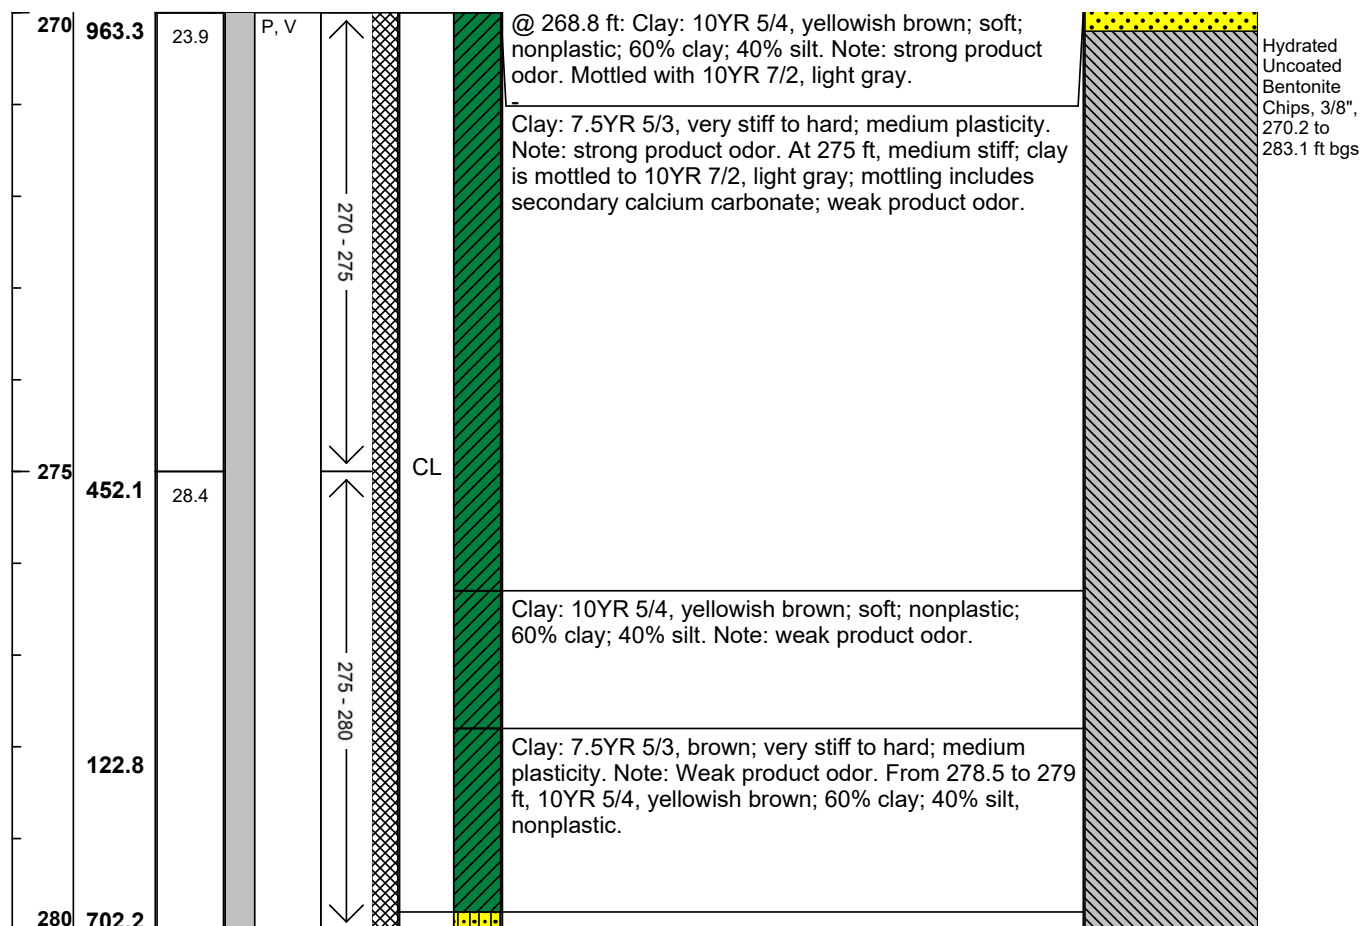 270
963.3
23.9
P, V
@ 268.8 ft: Clay: 10YR 5/4, yellowish brown; soft;
nonplastic; 60% clay; 40% silt. Note: strong product
odor. Mottled with 10YR 7/2, light gray.
-
Clay: 7.5YR 5/3, very stiff to hard; medium plasticity.
Note: strong product odor. At 275 ft, medium stiff; clay
is mottled to 10YR 7/2, light gray; mottling includes
secondary calcium carbonate; weak product odor.
Hydrated
Uncoated
Bentonite
Chips, 3/8",
270.2 to
283.1 ft bgs
270 - 275
275
452.1
28.4
CL
Clay: 10YR 5/4, yellowish brown; soft; nonplastic;
60% clay; 40% silt. Note: weak product odor.
275 - 280
122.8
Clay: 7.5YR 5/3, brown; very stiff to hard; medium
plasticity. Note: Weak product odor. From 278.5 to 279
ft, 10YR 5/4, yellowish brown; 60% clay; 40% silt,
nonplastic.
280
702.2